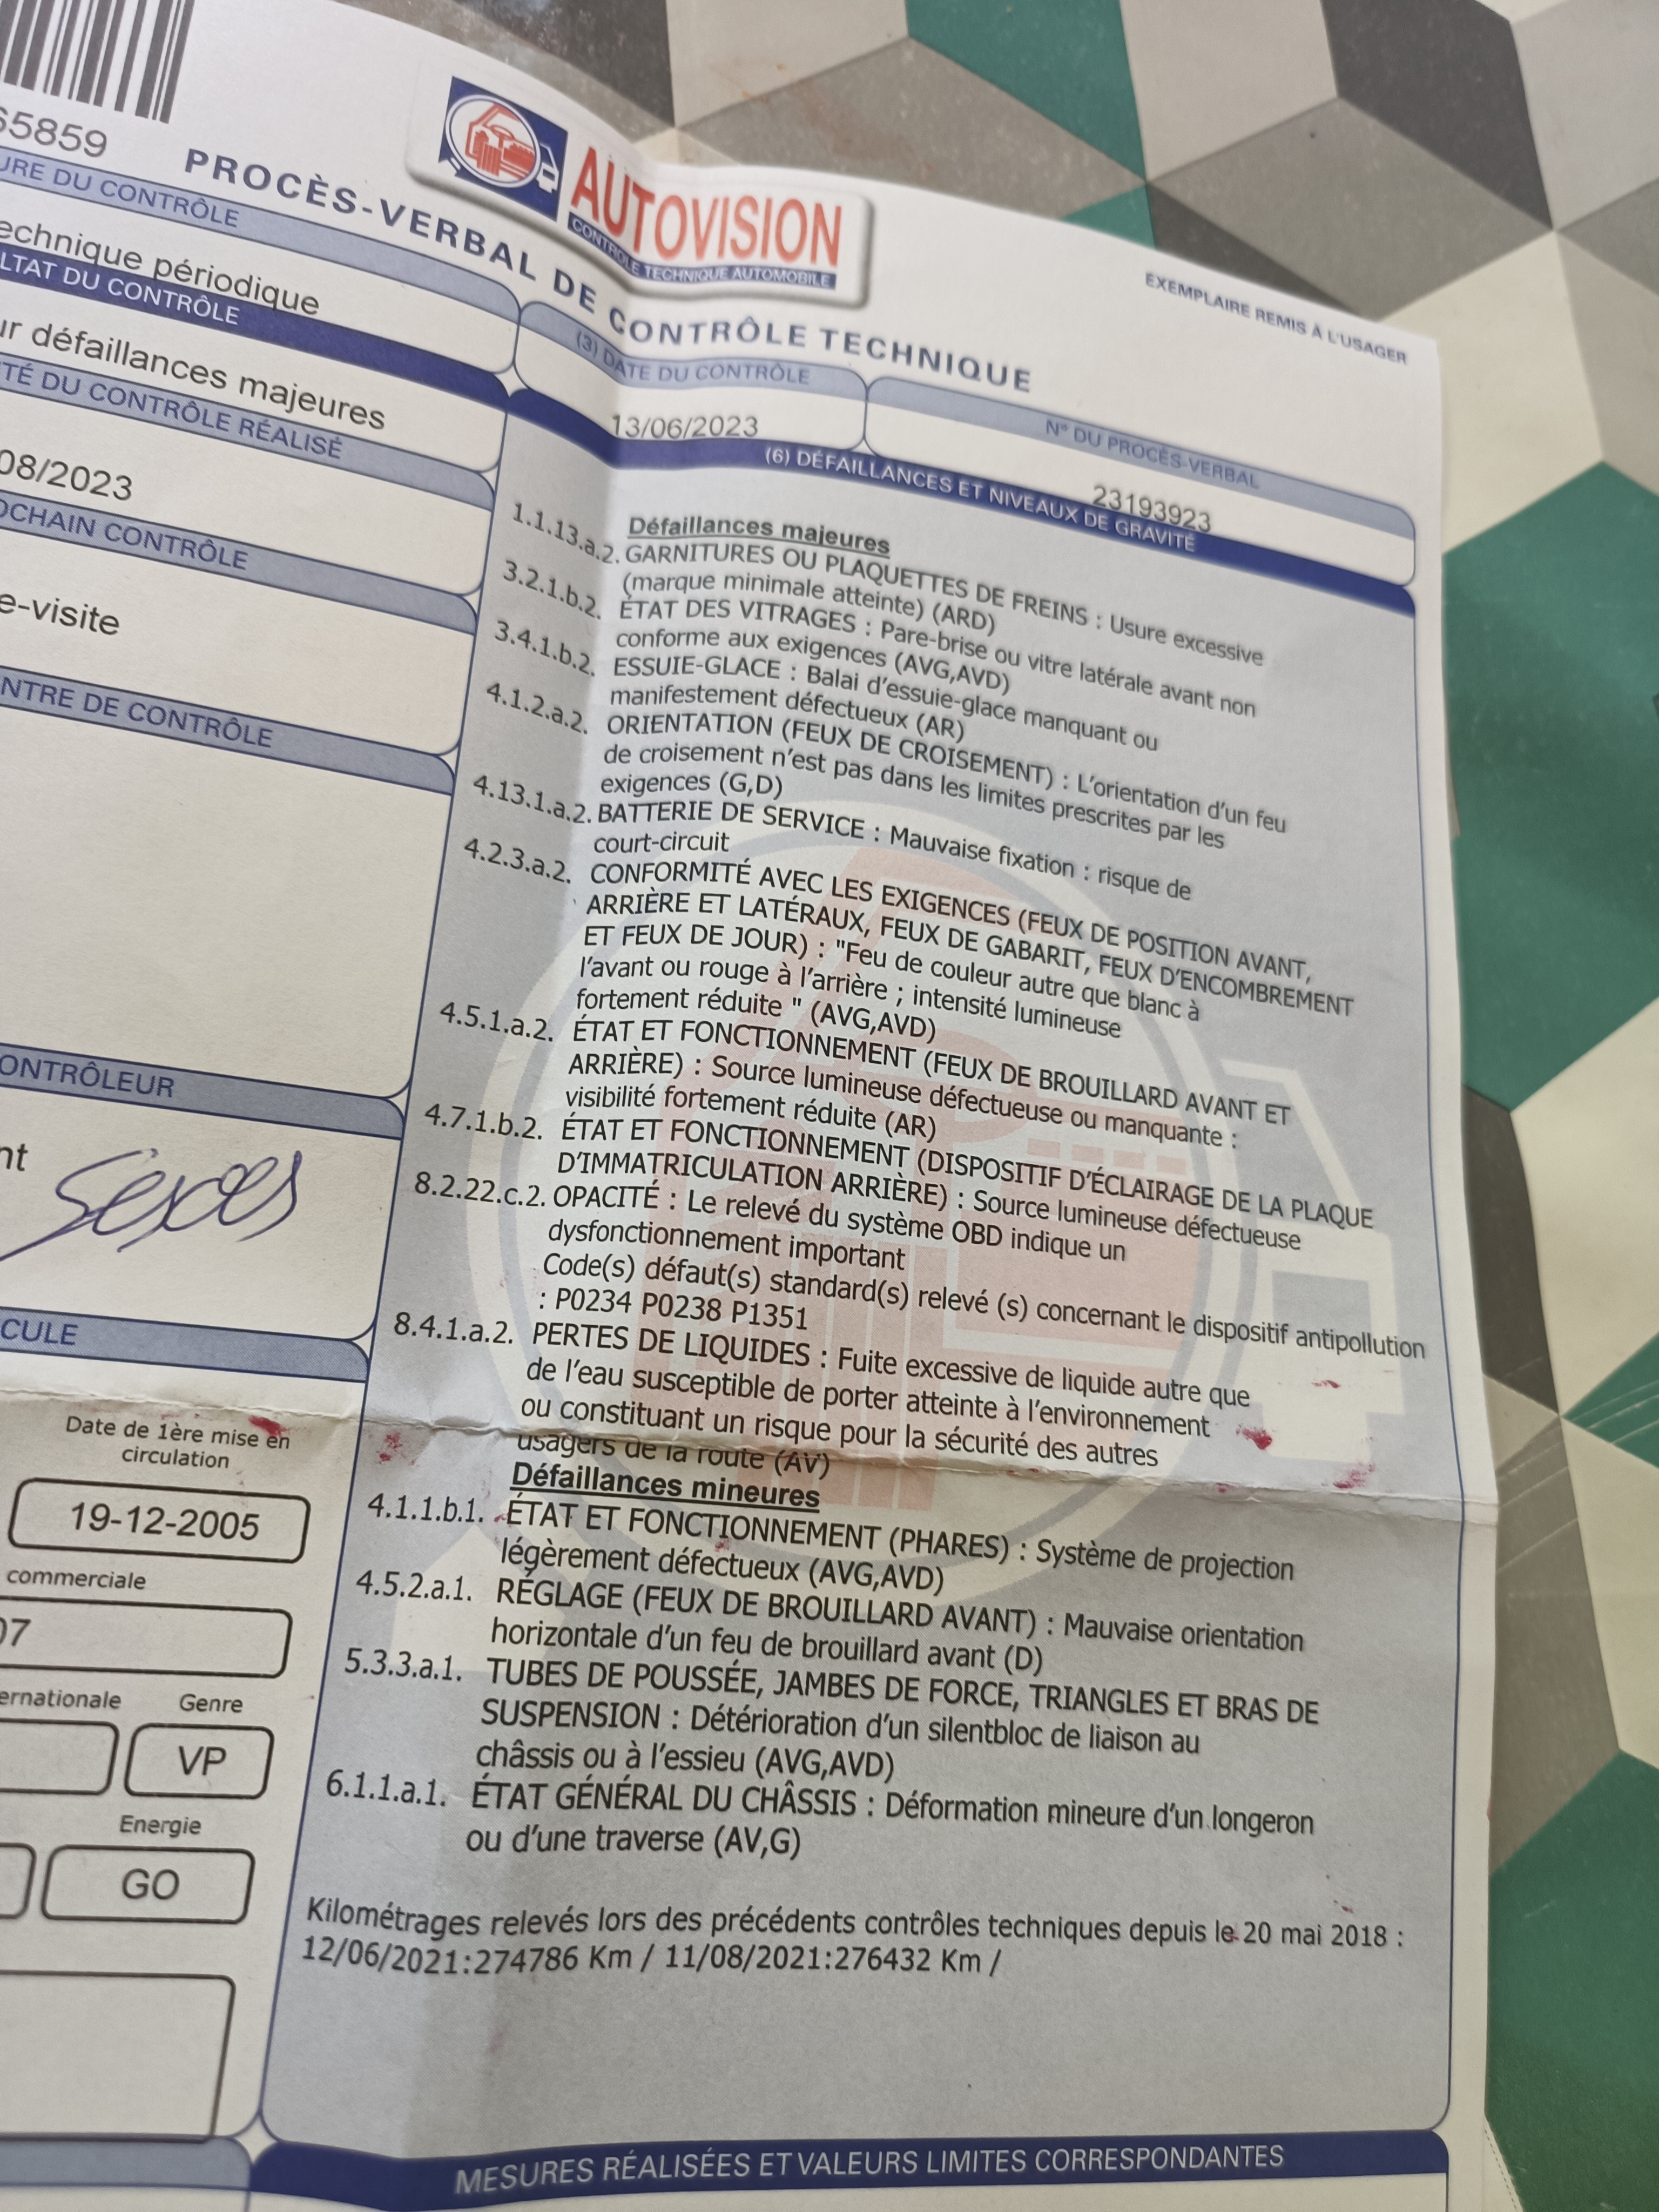 65859
PROCÈS-VERBAL DE CONTRÔLE TECHNIQUE
AUTOVISION
CONTRÔLE TECHNIQUE AUTOMOBILE
EXEMPLAIRE REMIS À L'USAGER
URE DU CONTRÔLE
echnique périodique
LTAT DU CONTRÔLE
ur défaillances majeures
TÉ DU CONTRÔLE RÉALISÉ
08/2023
OCHAIN CONTRÔLE
e-visite
NTRE DE CONTRÔLE
ONTRÔLEUR
nt
CULE
Date de 1ère mise en
circulation
19-12-2005
commerciale
07
ernationale
Genre
VP
Energie
GO
(3) DATE DU CONTRÔLE
13/06/2023
N° DU PROCÈS-VERBAL
23193923
(6) DÉFAILLANCES ET NIVEAUX DE GRAVITÉ
Défaillances majeures
1.1.13.a.2. GARNITURES OU PLAQUETTES DE FREINS : Usure excessive
(marque minimale atteinte) (ARD)
3.2.1.b.2. ÉTAT DES VITRAGES : Pare-brise ou vitre latérale avant non
conforme aux exigences (AVG,AVD)
3.4.1.b.2. ESSUIE-GLACE : Balai d'essuie-glace manquant ou
manifestement défectueux (AR)
4.1.2.a.2. ORIENTATION (FEUX DE CROISEMENT) : L'orientation d'un feu
de croisement n'est pas dans les limites prescrites par les
exigences (G,D)
4.13.1.a.2. BATTERIE DE SERVICE : Mauvaise fixation : risque de
court-circuit
4.2.3.a.2. CONFORMITÉ AVEC LES EXIGENCES (FEUX DE POSITION AVANT,
ARRIÈRE ET LATÉRAUX, FEUX DE GABARIT, FEUX D'ENCOMBREMENT
ET FEUX DE JOUR) : "Feu de couleur autre que blanc à
l'avant ou rouge à l'arrière ; intensité lumineuse
fortement réduite " (AVG,AVD)
4.5.1.a.2. ÉTAT ET FONCTIONNEMENT (FEUX DE BROUILLARD AVANT ET
ARRIÈRE) : Source lumineuse défectueuse ou manquante :
visibilité fortement réduite (AR)
4.7.1.b.2. ÉTAT ET FONCTIONNEMENT (DISPOSITIF D'ÉCLAIRAGE DE LA PLAQUE
D'IMMATRICULATION ARRIÈRE) : Source lumineuse défectueuse
8.2.22.c.2. OPACITÉ : Le relevé du système OBD indique un
dysfonctionnement important
Code(s) défaut(s) standard(s) relevé (s) concernant le dispositif antipollution
: P0234 P0238 P1351
8.4.1.a.2. PERTES DE LIQUIDES : Fuite excessive de liquide autre que
de l'eau susceptible de porter atteinte à l'environnement
ou constituant un risque pour la sécurité des autres
usagers de la route (AV)
Défaillances mineures
4.1.1.b.1. ÉTAT ET FONCTIONNEMENT (PHARES) : Système de projection
légèrement défectueux (AVG,AVD)
4.5.2.a.1. RÉGLAGE (FEUX DE BROUILLARD AVANT) : Mauvaise orientation
horizontale d'un feu de brouillard avant (D)
5.3.3.a.1. TUBES DE POUSSÉE, JAMBES DE FORCE, TRIANGLES ET BRAS DE
SUSPENSION : Détérioration d'un silentbloc de liaison au
châssis ou à l'essieu (AVG,AVD)
6.1.1.a.1. ÉTAT GÉNÉRAL DU CHÂSSIS : Déformation mineure d'un longeron
ou d'une traverse (AV,G)
Kilométrages relevés lors des précédents contrôles techniques depuis le 20 mai 2018 :
12/06/2021:274786 Km / 11/08/2021:276432 Km /
MESURES RÉALISÉES ET VALEURS LIMITES CORRESPONDANTES